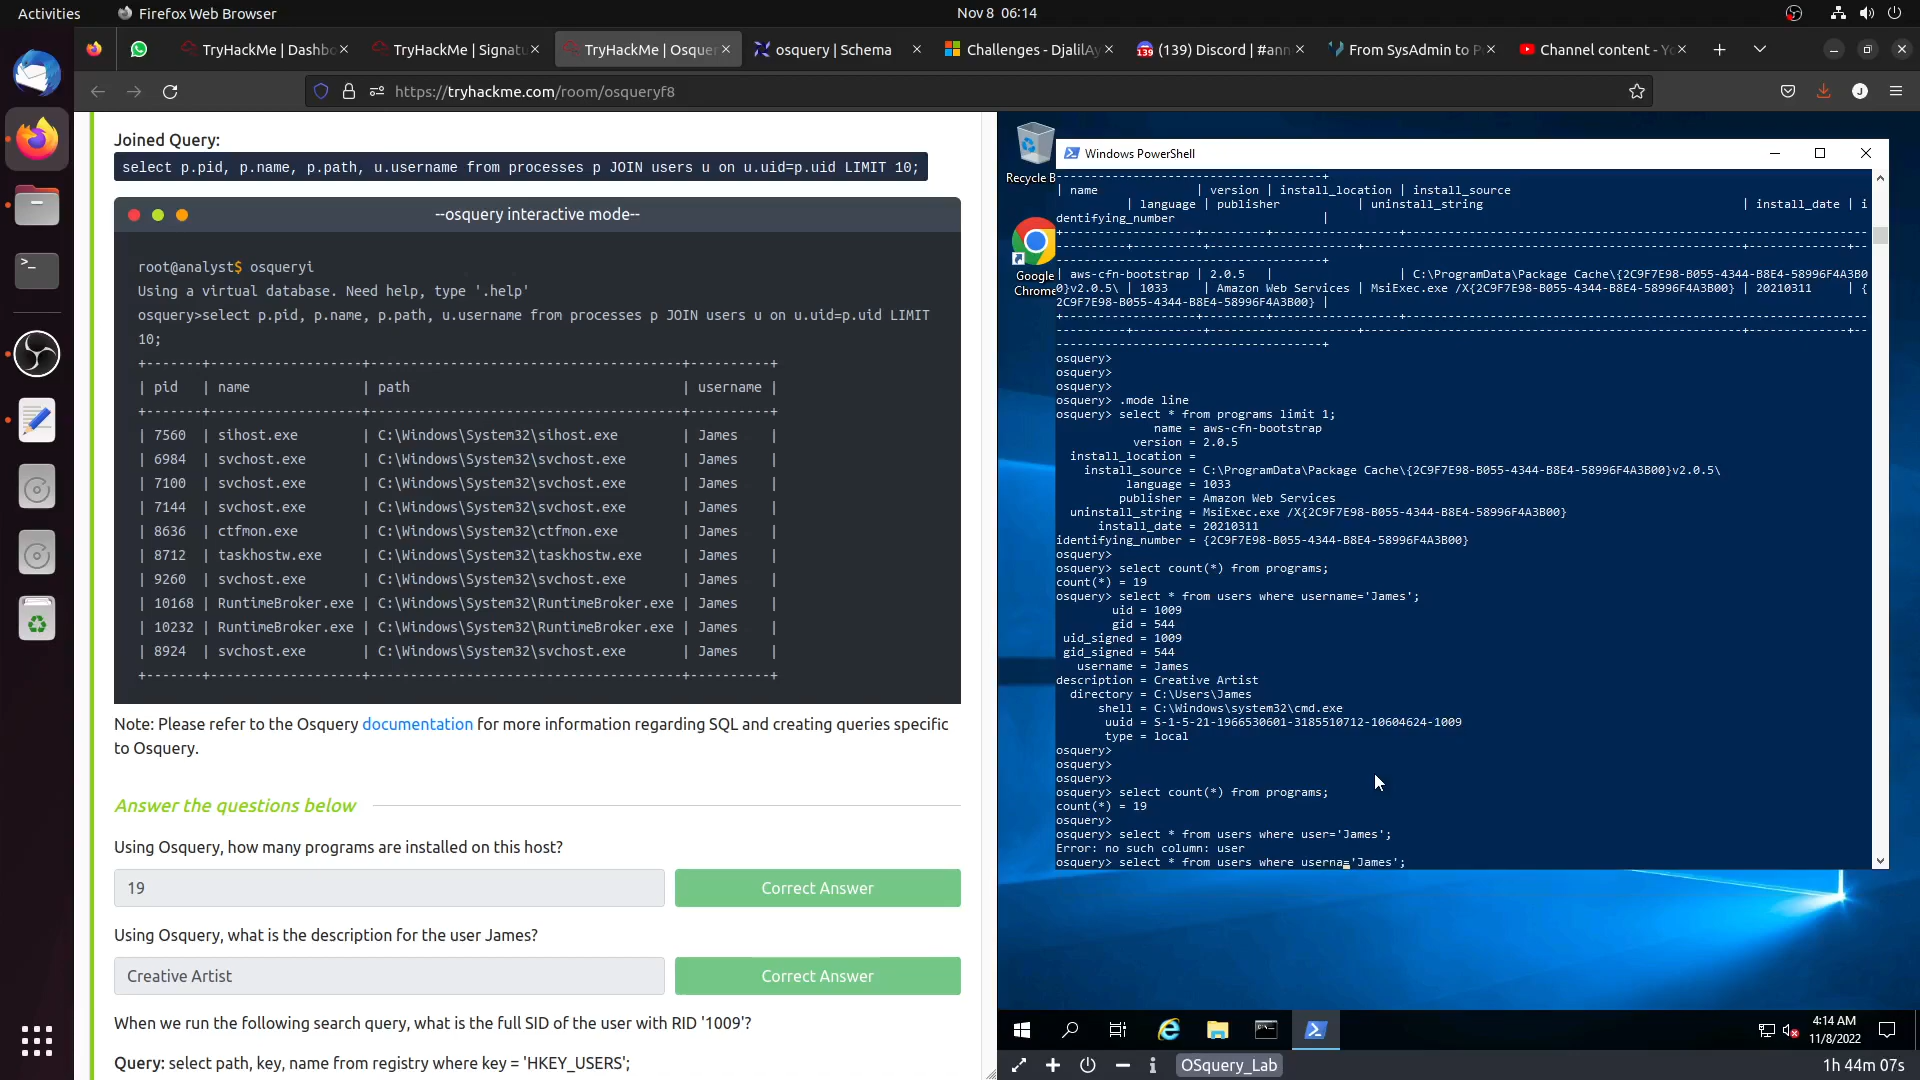 Activities
Firefox Web Browser
Nov 8 06:14
TryHackMe | Dashbo
TryHackMe | Signatu
TryHackMe | Osquer
osquery | Schema
Challenges - DjalilAy
(139) Discord | #ann
From SysAdmin to P
Channel content - Yo
https://tryhackme.com/room/osqueryf8
Joined Query:
select p.pid, p.name, p.path, u.username from processes p JOIN users u on u.uid=p.uid LIMIT 10;
--osquery interactive mode--
root@analyst$ osqueryi
Using a virtual database. Need help, type '.help'
osquery>select p.pid, p.name, p.path, u.username from processes p JOIN users u on u.uid=p.uid LIMIT
10;
+-------+------------------+---------------------------------------+----------+
| pid | name | path | username |
+-------+------------------+---------------------------------------+----------+
| 7560 | sihost.exe | C:\Windows\System32\sihost.exe | James |
| 6984 | svchost.exe | C:\Windows\System32\svchost.exe | James |
| 7100 | svchost.exe | C:\Windows\System32\svchost.exe | James |
| 7144 | svchost.exe | C:\Windows\System32\svchost.exe | James |
| 8636 | ctfmon.exe | C:\Windows\System32\ctfmon.exe | James |
| 8712 | taskhostw.exe | C:\Windows\System32\taskhostw.exe | James |
| 9260 | svchost.exe | C:\Windows\System32\svchost.exe | James |
| 10168 | RuntimeBroker.exe | C:\Windows\System32\RuntimeBroker.exe | James |
| 10232 | RuntimeBroker.exe | C:\Windows\System32\RuntimeBroker.exe | James |
| 8924 | svchost.exe | C:\Windows\System32\svchost.exe | James |
+-------+------------------+---------------------------------------+----------+
Note: Please refer to the Osquery documentation for more information regarding SQL and creating queries specific
to Osquery.
Answer the questions below
Using Osquery, how many programs are installed on this host?
19
Correct Answer
Using Osquery, what is the description for the user James?
Creative Artist
Correct Answer
When we run the following search query, what is the full SID of the user with RID '1009'?
Query: select path, key, name from registry where key = 'HKEY_USERS';
Recycle B
Google
Chrome
Windows PowerShell
| name | version | install_location | install_source
| language | publisher | uninstall_string | install_date | i
dentifying_number |
| aws-cfn-bootstrap | 2.0.5 | | C:\ProgramData\Package Cache\{2C9F7E98-B055-4344-B8E4-58996F4A3B0
0}v2.0.5\ | 1033 | Amazon Web Services | MsiExec.exe /X{2C9F7E98-B055-4344-B8E4-58996F4A3B00} | 20210311 | {
2C9F7E98-B055-4344-B8E4-58996F4A3B00} |
osquery>
osquery>
osquery>
osquery> .mode line
osquery> select * from programs limit 1;
name = aws-cfn-bootstrap
version = 2.0.5
install_location =
install_source = C:\ProgramData\Package Cache\{2C9F7E98-B055-4344-B8E4-58996F4A3B00}v2.0.5\
language = 1033
publisher = Amazon Web Services
uninstall_string = MsiExec.exe /X{2C9F7E98-B055-4344-B8E4-58996F4A3B00}
install_date = 20210311
identifying_number = {2C9F7E98-B055-4344-B8E4-58996F4A3B00}
osquery>
osquery> select count(*) from programs;
count(*) = 19
osquery> select * from users where username='James';
uid = 1009
gid = 544
uid_signed = 1009
gid_signed = 544
username = James
description = Creative Artist
directory = C:\Users\James
shell = C:\Windows\system32\cmd.exe
uuid = S-1-5-21-1966530601-3185510712-10604624-1009
type = local
osquery>
osquery>
osquery>
osquery> select count(*) from programs;
count(*) = 19
osquery>
osquery> select * from users where user='James';
Error: no such column: user
osquery> select * from users where userna='James';
4:14 AM
11/8/2022
OSquery_Lab
1h 44m 07s